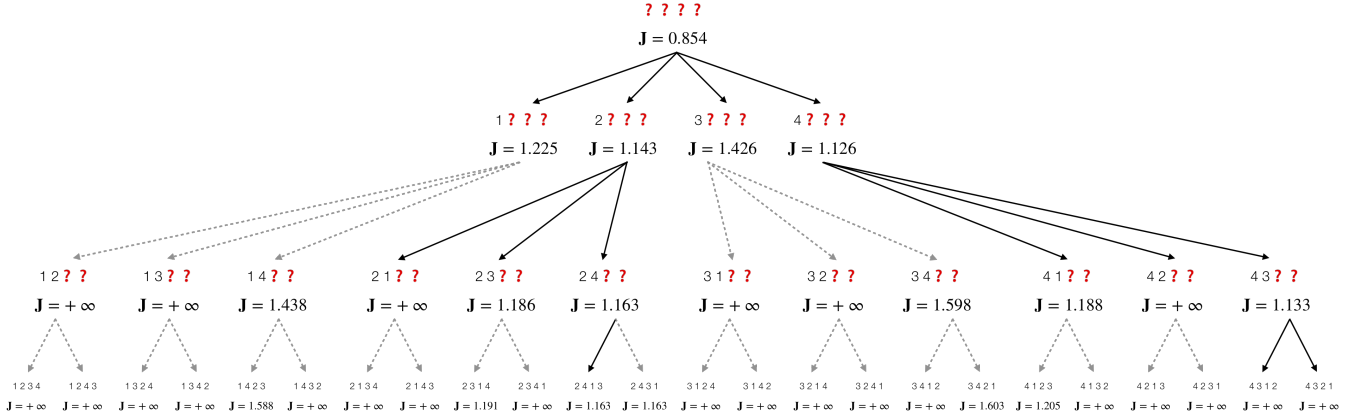 ? ? ? ?
J = 0.854
1 ? ? ? 2 ? ? ? 3 ? ? ? 4 ? ? ?
J = 1.225 J = 1.143 J = 1.426 J = 1.126
1 2 ? ? 1 3 ? ? 1 4 ? ? 2 1 ? ? 2 3 ? ? 2 4 ? ? 3 1 ? ? 3 2 ? ? 3 4 ? ? 4 1 ? ? 4 2 ? ? 4 3 ? ?
J = + ∞ J = + ∞ J = 1.438 J = + ∞ J = 1.186 J = 1.163 J = + ∞ J = + ∞ J = 1.598 J = 1.188 J = + ∞ J = 1.133
1 2 3 4 1 2 4 3 1 3 2 4 1 3 4 2 1 4 2 3 1 4 3 2 2 1 3 4 2 1 4 3 2 3 1 4 2 3 4 1 2 4 1 3 2 4 3 1 3 1 2 4 3 1 4 2 3 2 1 4 3 2 4 1 3 4 1 2 3 4 2 1 4 1 2 3 4 1 3 2 4 2 1 3 4 2 3 1 4 3 1 2 4 3 2 1
J = + ∞ J = + ∞ J = + ∞ J = + ∞ J = 1.588 J = + ∞ J = + ∞ J = + ∞ J = 1.191 J = + ∞ J = 1.163 J = 1.163 J = + ∞ J = + ∞ J = + ∞ J = + ∞ J = + ∞ J = 1.603 J = 1.205 J = + ∞ J = + ∞ J = + ∞ J = + ∞ J = + ∞